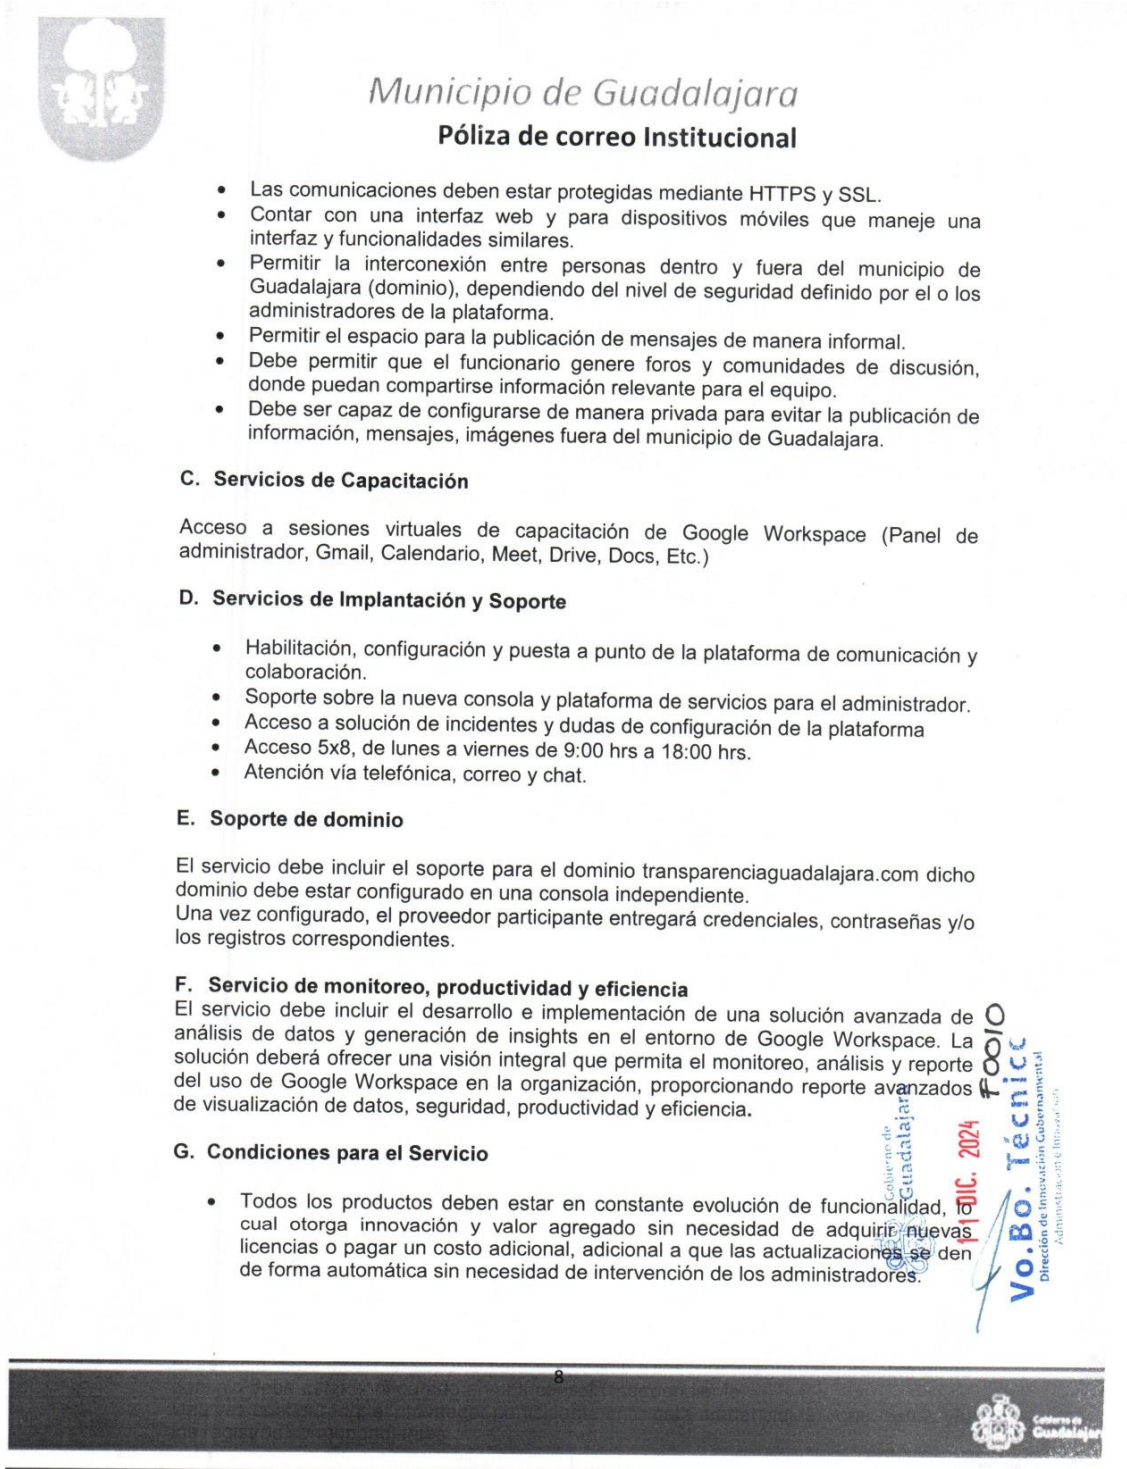 Municipio de Guadalajara
Póliza de correo Institucional
• Las comunicaciones deben estar protegidas mediante HTTPS y SSL.
• Contar con una interfaz web y para dispositivos móviles que maneje una
interfaz y funcionalidades similares.
• Permitir la interconexión entre personas dentro y fuera del municipio de
Guadalajara (dominio), dependiendo del nivel de seguridad definido por el o los
administradores de la plataforma.
• Permitir el espacio para la publicación de mensajes de manera informal.
• Debe permitir que el funcionario genere foros y comunidades de discusión,
donde puedan compartirse información relevante para el equipo.
• Debe ser capaz de configurarse de manera privada para evitar la publicación de
información, mensajes, imágenes fuera del municipio de Guadalajara.
C. Servicios de Capacitación
Acceso a sesiones virtuales de capacitación de Google Workspace (Panel de
administrador, Gmail, Calendario, Meet, Drive, Docs, Etc.)
D. Servicios de Implantación y Soporte
• Habilitación, configuración y puesta a punto de la plataforma de comunicación y
colaboración.
• Soporte sobre la nueva consola y plataforma de servicios para el administrador.
• Acceso a solución de incidentes y dudas de configuración de la plataforma
• Acceso 5x8, de lunes a viernes de 9:00 hrs a 18:00 hrs.
• Atención vía telefónica, correo y chat.
E. Soporte de dominio
El servicio debe incluir el soporte para el dominio transparenciaguadalajara.com dicho
dominio debe estar configurado en una consola independiente.
Una vez configurado, el proveedor participante entregará credenciales, contraseñas y/o
los registros correspondientes.
F. Servicio de monitoreo, productividad y eficiencia
El servicio debe incluir el desarrollo e implementación de una solución avanzada de
análisis de datos y generación de insights en el entorno de Google Workspace. La
solución deberá ofrecer una visión integral que permita el monitoreo, análisis y reporte
del uso de Google Workspace en la organización, proporcionando reporte avanzados
de visualización de datos, seguridad, productividad y eficiencia.
G. Condiciones para el Servicio
• Todos los productos deben estar en constante evolución de funcionalidad, lo
cual otorga innovación y valor agregado sin necesidad de adquirir nuevas
licencias o pagar un costo adicional, adicional a que las actualizaciones se den
de forma automática sin necesidad de intervención de los administradores.
Gobierno de
Guadalajara
11 DIC. 2024
F0010
Vo.Bo. Técnico
Dirección de Innovación Gubernamental
Administración e Innovación
8
Gobierno de
Guadalajara